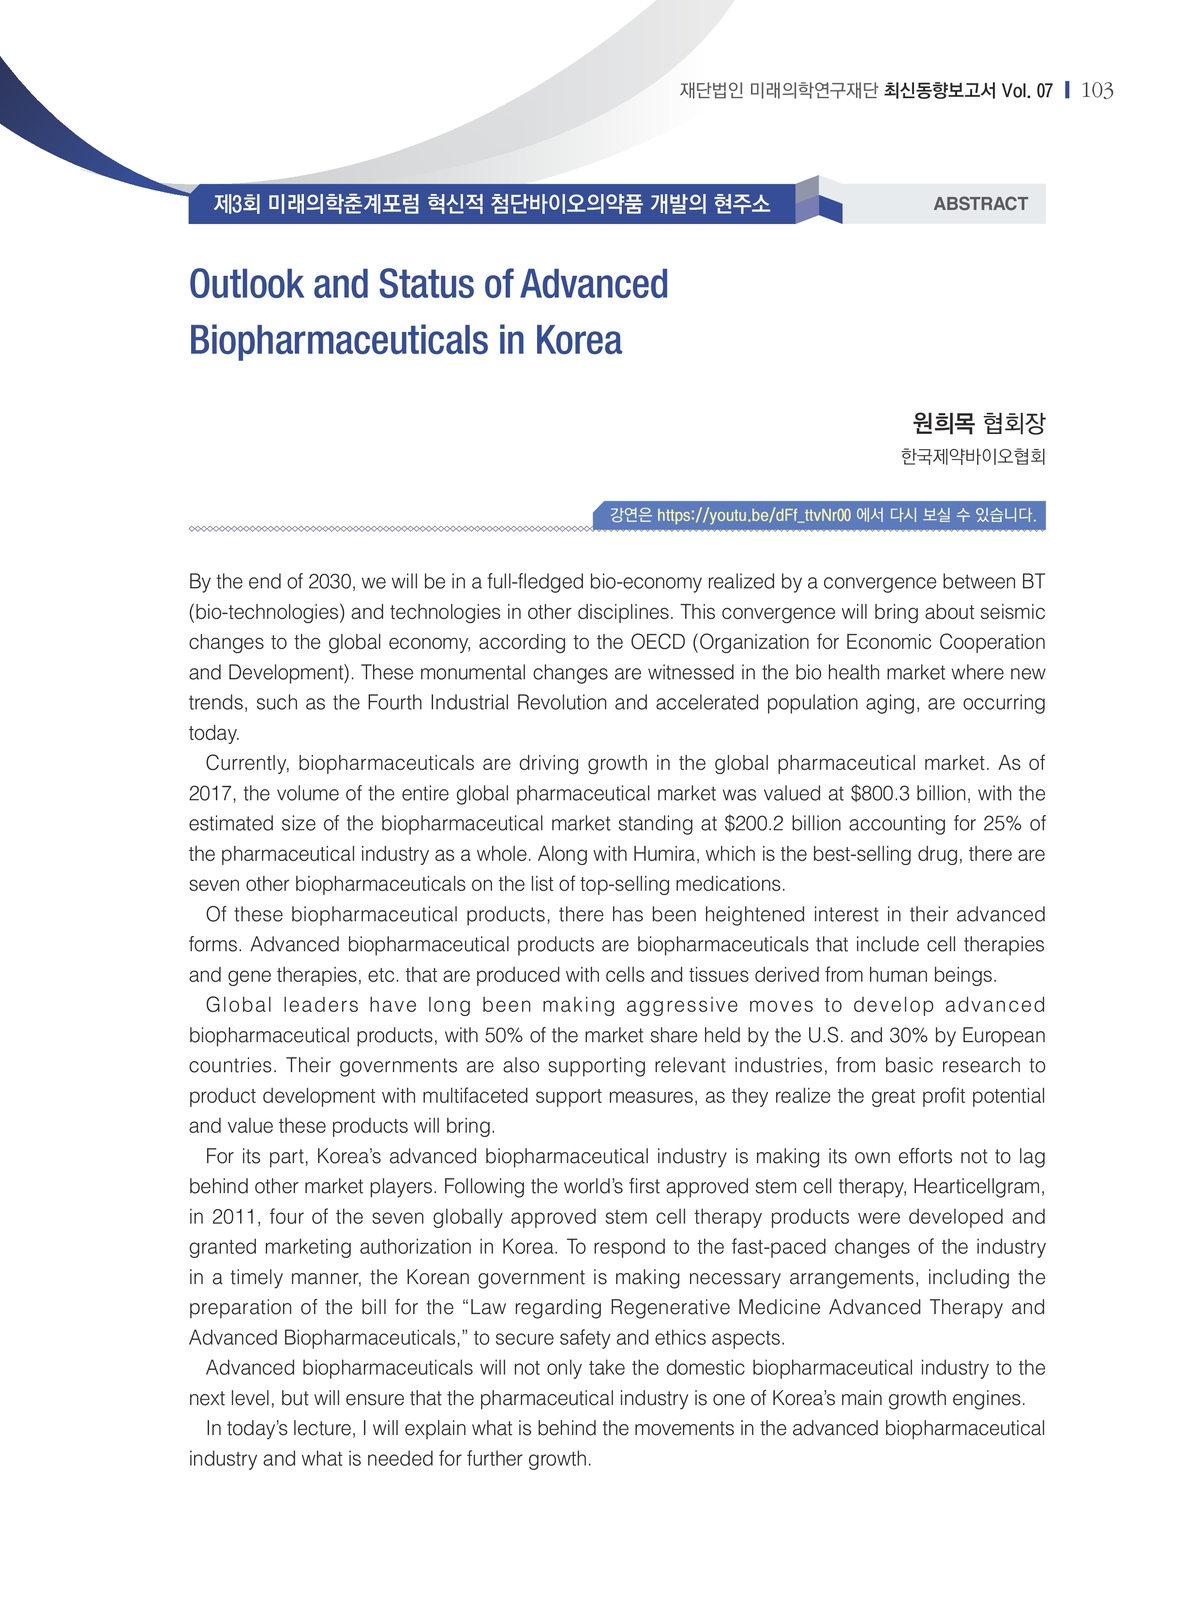 재단법인 미래의학연구재단 최신동향보고서 Vol. 07 103
제3회 미래의학춘계포럼 혁신적 첨단바이오의약품 개발의 현주소
ABSTRACT
Outlook and Status of Advanced
Biopharmaceuticals in Korea
원희목 협회장
한국제약바이오협회
강연은 https://youtu.be/dFf_ttvNr00 에서 다시 보실 수 있습니다.
By the end of 2030, we will be in a full-fledged bio-economy realized by a convergence between BT
(bio-technologies) and technologies in other disciplines. This convergence will bring about seismic
changes to the global economy, according to the OECD (Organization for Economic Cooperation
and Development). These monumental changes are witnessed in the bio health market where new
trends, such as the Fourth Industrial Revolution and accelerated population aging, are occurring
today.
Currently, biopharmaceuticals are driving growth in the global pharmaceutical market. As of
2017, the volume of the entire global pharmaceutical market was valued at $800.3 billion, with the
estimated size of the biopharmaceutical market standing at $200.2 billion accounting for 25% of
the pharmaceutical industry as a whole. Along with Humira, which is the best-selling drug, there are
seven other biopharmaceuticals on the list of top-selling medications.
Of these biopharmaceutical products, there has been heightened interest in their advanced
forms. Advanced biopharmaceutical products are biopharmaceuticals that include cell therapies
and gene therapies, etc. that are produced with cells and tissues derived from human beings.
Global leaders have long been making aggressive moves to develop advanced
biopharmaceutical products, with 50% of the market share held by the U.S. and 30% by European
countries. Their governments are also supporting relevant industries, from basic research to
product development with multifaceted support measures, as they realize the great profit potential
and value these products will bring.
For its part, Korea’s advanced biopharmaceutical industry is making its own efforts not to lag
behind other market players. Following the world’s first approved stem cell therapy, Hearticellgram,
in 2011, four of the seven globally approved stem cell therapy products were developed and
granted marketing authorization in Korea. To respond to the fast-paced changes of the industry
in a timely manner, the Korean government is making necessary arrangements, including the
preparation of the bill for the “Law regarding Regenerative Medicine Advanced Therapy and
Advanced Biopharmaceuticals,” to secure safety and ethics aspects.
Advanced biopharmaceuticals will not only take the domestic biopharmaceutical industry to the
next level, but will ensure that the pharmaceutical industry is one of Korea’s main growth engines.
In today’s lecture, I will explain what is behind the movements in the advanced biopharmaceutical
industry and what is needed for further growth.